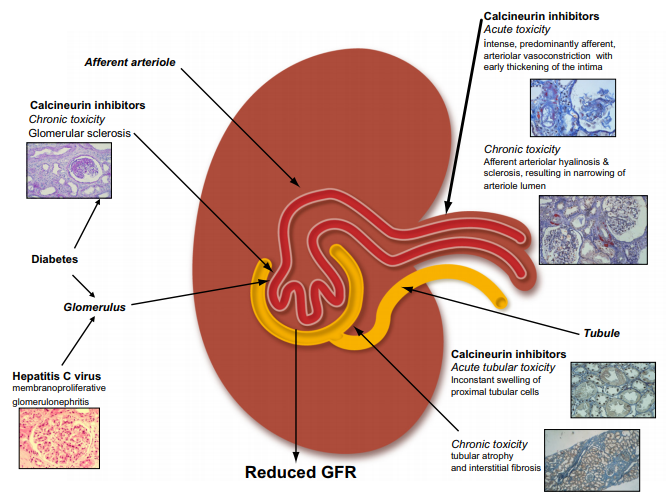 Calcineurin inhibitors
Acute toxicity
Intense, predominantly afferent,
arteriolar vasoconstriction with
early thickening of the intima
Afferent arteriole
Calcineurin inhibitors
Chronic toxicity
Glomerular sclerosis
Chronic toxicity
Afferent arteriolar hyalinosis &
sclerosis, resulting in narrowing of
arteriole lumen
Diabetes
Glomerulus
Tubule
Hepatitis C virus
membranoproliferative
glomerulonephritis
Calcineurin inhibitors
Acute tubular toxicity
Inconstant swelling of
proximal tubular cells
Chronic toxicity
tubular atrophy
and interstitial fibrosis
Reduced GFR